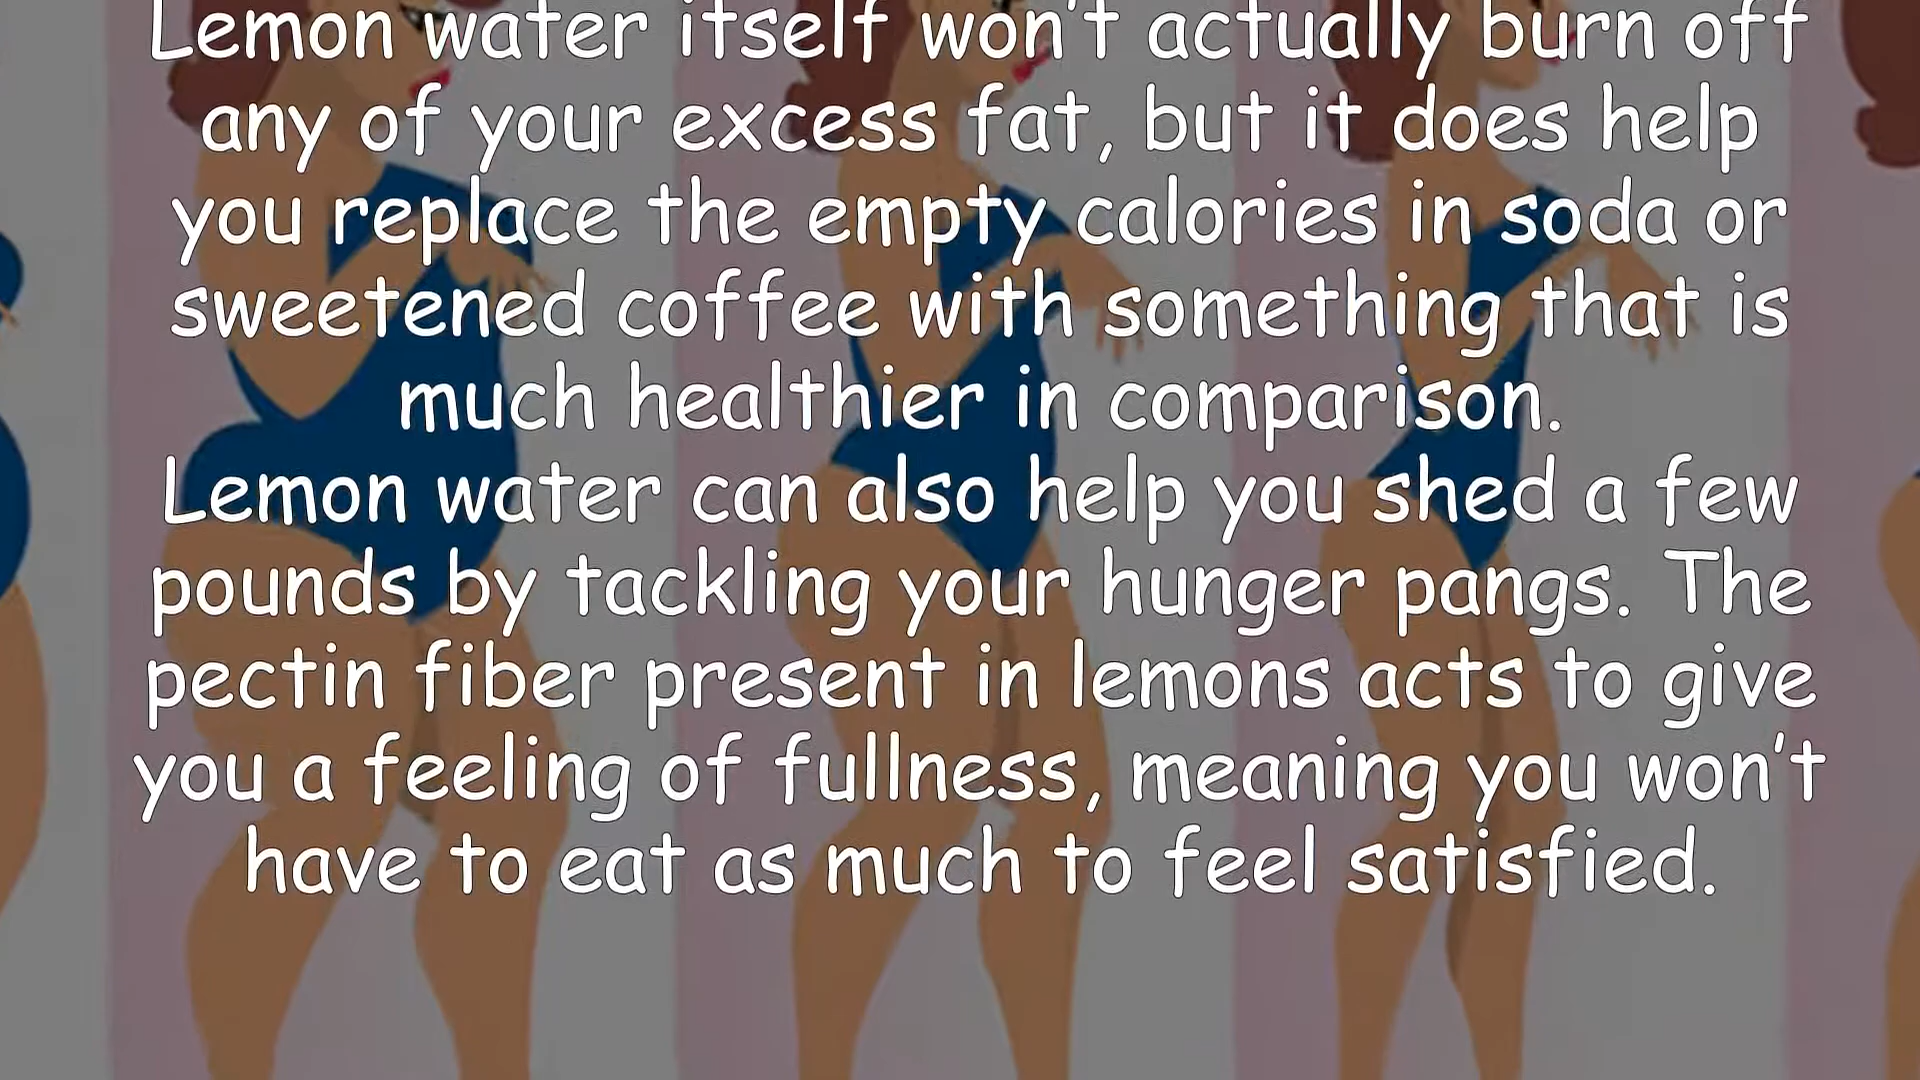 Lemon water itself won't actually burn off
any of your excess fat, but it does help
you replace the empty calories in soda or
sweetened coffee with something that is
much healthier in comparison.
Lemon water can also help you shed a few
pounds by tackling your hunger pangs. The
pectin fiber present in lemons acts to give
you a feeling of fullness, meaning you won't
have to eat as much to feel satisfied.